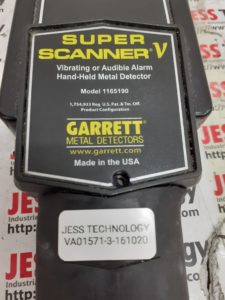 SUPER
SCANNER V
Vibrating or Audible Alarm
Hand-Held Metal Detector
Model 1165190
1,754,933 Reg. U.S. Pat.& Tm. Off.
Product Configuration
GARRETT
METAL DETECTORS
www.garrett.com
Made in the USA
JESS TECHNOLOGY
VA01571-3-161020